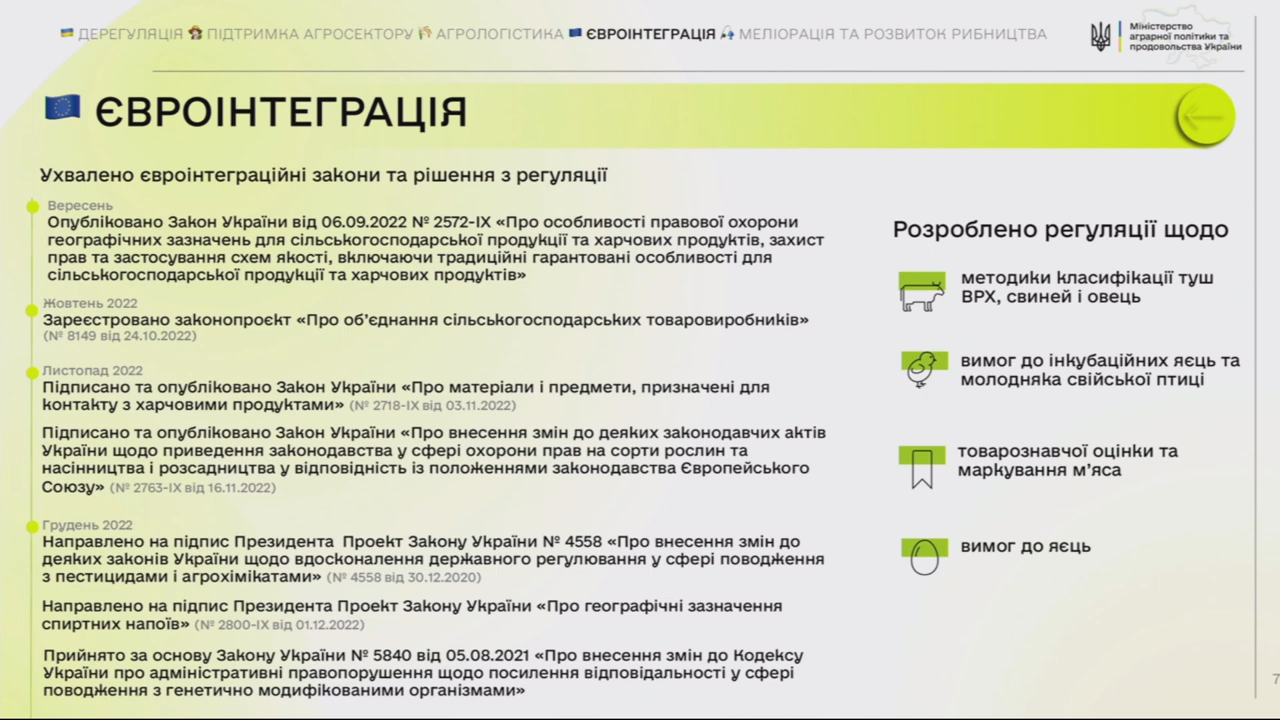 ДЕРЕГУЛЯЦІЯ ПІДТРИМКА АГРОСЕКТОРУ АГРОЛОГІСТИКА ЄВРОІНТЕГРАЦІЯ МЕЛІОРАЦІЯ ТА РОЗВИТОК РИБНИЦТВА
Міністерство
аграрної політики та
продовольства України
ЄВРОІНТЕГРАЦІЯ
Ухвалено євроінтеграційні закони та рішення з регуляції
Вересень
Опубліковано Закон України від 06.09.2022 № 2572-IX «Про особливості правової охорони
географічних зазначень для сільськогосподарської продукції та харчових продуктів, захист
прав та застосування схем якості, включаючи традиційні гарантовані особливості для
сільськогосподарської продукції та харчових продуктів»
Жовтень 2022
Зареєстровано законопроєкт «Про об’єднання сільськогосподарських товаровиробників»
(№ 8149 від 24.10.2022)
Листопад 2022
Підписано та опубліковано Закон України «Про матеріали і предмети, призначені для
контакту з харчовими продуктами» (№ 2718-IX від 03.11.2022)
Підписано та опубліковано Закон України «Про внесення змін до деяких законодавчих актів
України щодо приведення законодавства у сфері охорони прав на сорти рослин та
насінництва і розсадництва у відповідність із положеннями законодавства Європейського
Союзу» (№ 2763-IX від 16.11.2022)
Грудень 2022
Направлено на підпис Президента Проект Закону України № 4558 «Про внесення змін до
деяких законів України щодо вдосконалення державного регулювання у сфері поводження
з пестицидами і агрохімікатами» (№ 4558 від 30.12.2020)
Направлено на підпис Президента Проект Закону України «Про географічні зазначення
спиртних напоїв» (№ 2800-IX від 01.12.2022)
Прийнято за основу Закону України № 5840 від 05.08.2021 «Про внесення змін до Кодексу
України про адміністративні правопорушення щодо посилення відповідальності у сфері
поводження з генетично модифікованими організмами»
Розроблено регуляції щодо
методики класифікації туш
ВРХ, свиней і овець
вимог до інкубаційних яєць та
молодняка свійської птиці
товарознавчої оцінки та
маркування м’яса
вимог до яєць
7